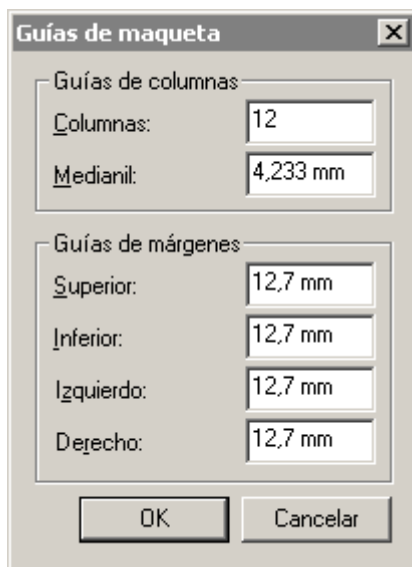 Guías de maqueta
Guías de columnas
Columnas: 12
Medianil: 4,233 mm
Guías de márgenes
Superior: 12,7 mm
Inferior: 12,7 mm
Izquierdo: 12,7 mm
Derecho: 12,7 mm
OK Cancelar